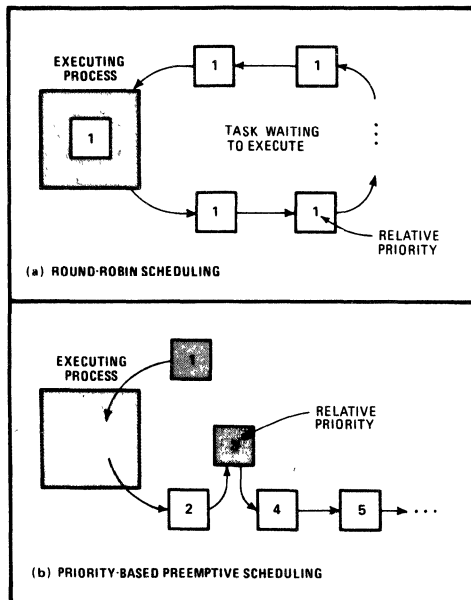 EXECUTING
PROCESS
1
1
1
TASK WAITING
TO EXECUTE
1
1
RELATIVE
PRIORITY
(a) ROUND-ROBIN SCHEDULING
EXECUTING
PROCESS
1
RELATIVE
PRIORITY
2
4
5
(b) PRIORITY-BASED PREEMPTIVE SCHEDULING